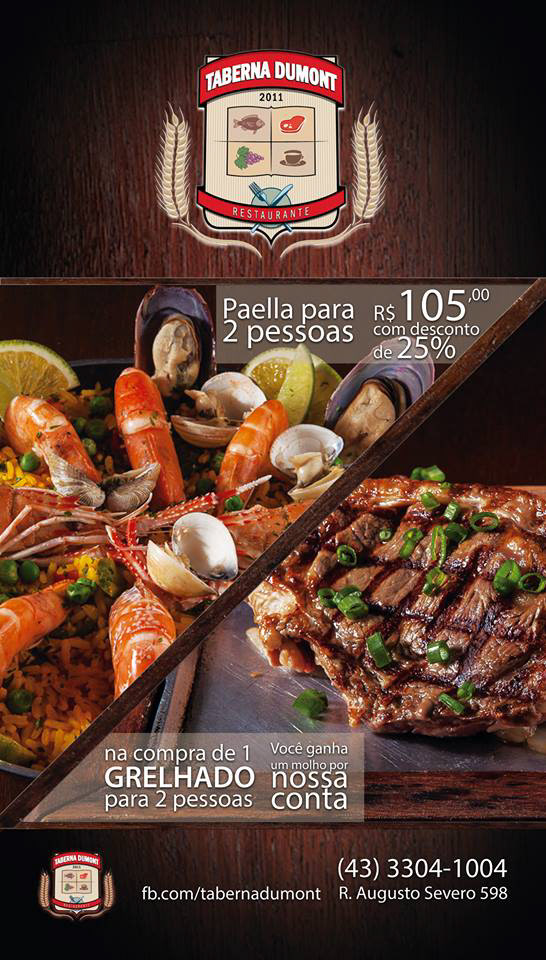 TABERNA DUMONT
2011
RESTAURANTE
Paella para
2 pessoas
R$ 105,00
com desconto
de 25%
na compra de 1
GRELHADO
para 2 pessoas
Você ganha
um molho por
nossa
conta
TABERNA DUMONT
2011
RESTAURANTE
fb.com/tabernadumont
(43) 3304-1004
R. Augusto Severo 598